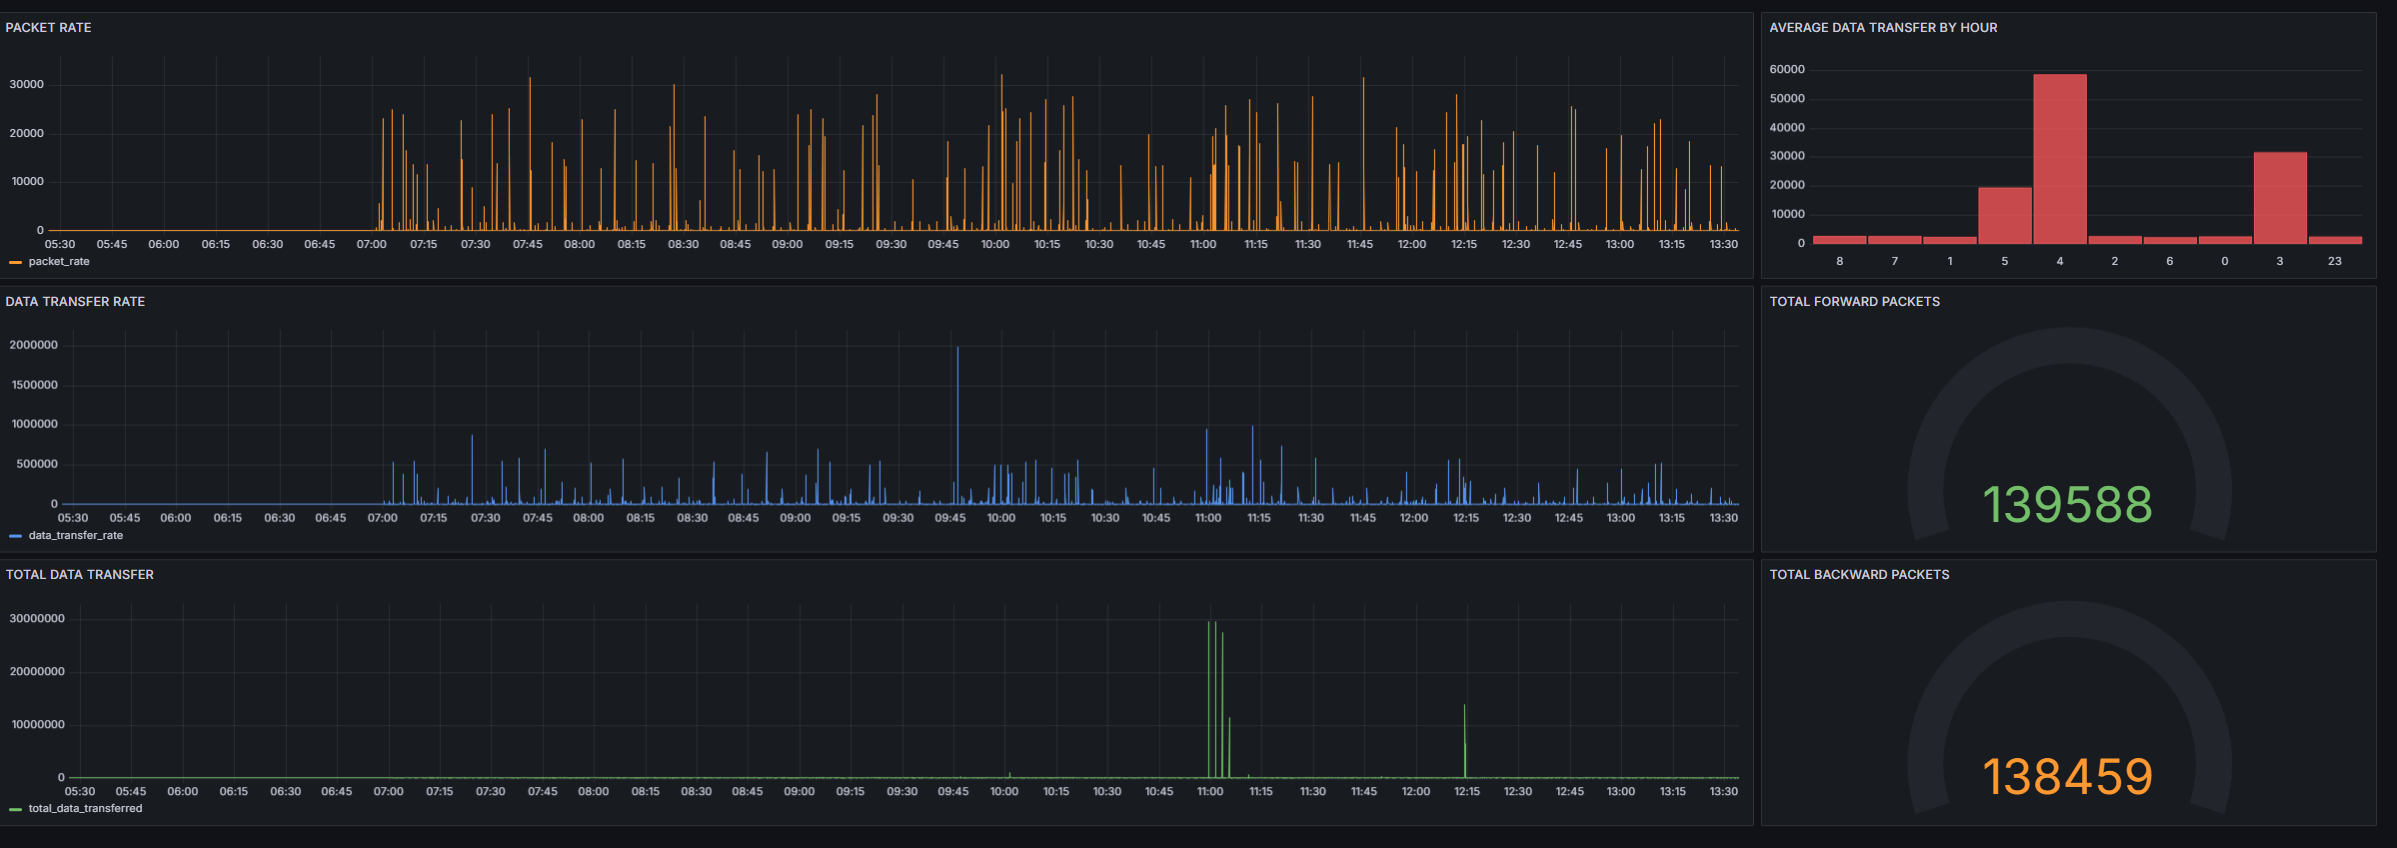 PACKET RATE
30000
20000
10000
0
05:30 05:45 06:00 06:15 06:30 06:45 07:00 07:15 07:30 07:45 08:00 08:15 08:30 08:45 09:00 09:15 09:30 09:45 10:00 10:15 10:30 10:45 11:00 11:15 11:30 11:45 12:00 12:15 12:30 12:45 13:00 13:15 13:30
packet_rate
AVERAGE DATA TRANSFER BY HOUR
60000
50000
40000
30000
20000
10000
0
8 7 1 5 4 2 6 0 3 23
DATA TRANSFER RATE
2000000
1500000
1000000
500000
0
05:30 05:45 06:00 06:15 06:30 06:45 07:00 07:15 07:30 07:45 08:00 08:15 08:30 08:45 09:00 09:15 09:30 09:45 10:00 10:15 10:30 10:45 11:00 11:15 11:30 11:45 12:00 12:15 12:30 12:45 13:00 13:15 13:30
data_transfer_rate
TOTAL FORWARD PACKETS
139588
TOTAL DATA TRANSFER
30000000
20000000
10000000
0
05:30 05:45 06:00 06:15 06:30 06:45 07:00 07:15 07:30 07:45 08:00 08:15 08:30 08:45 09:00 09:15 09:30 09:45 10:00 10:15 10:30 10:45 11:00 11:15 11:30 11:45 12:00 12:15 12:30 12:45 13:00 13:15 13:30
total_data_transferred
TOTAL BACKWARD PACKETS
138459